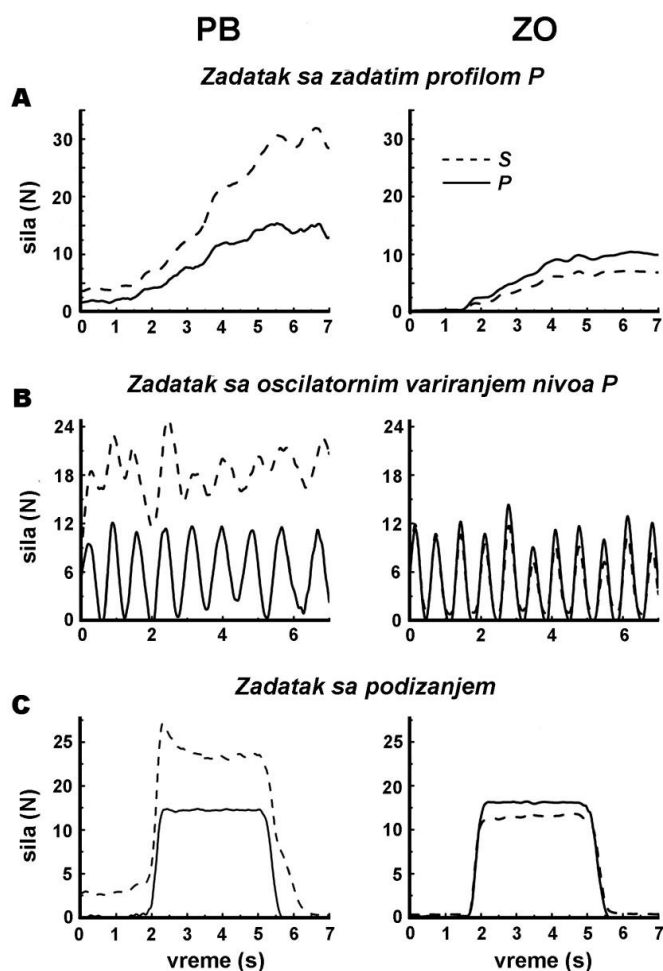 PB
ZO
Zadatak sa zadatim profilom P
A
sila (N)
30
20
10
0
0 1 2 3 4 5 6 7
S
P
30
20
10
0
0 1 2 3 4 5 6 7
Zadatak sa oscilatornim variranjem nivoa P
B
sila (N)
24
18
12
6
0
0 2 4 6
24
18
12
6
0
0 2 4 6
Zadatak sa podizanjem
C
sila (N)
25
20
10
5
0
0 1 2 3 4 5 6 7
vreme (s)
25
20
10
5
0
0 1 2 3 4 5 6 7
vreme (s)